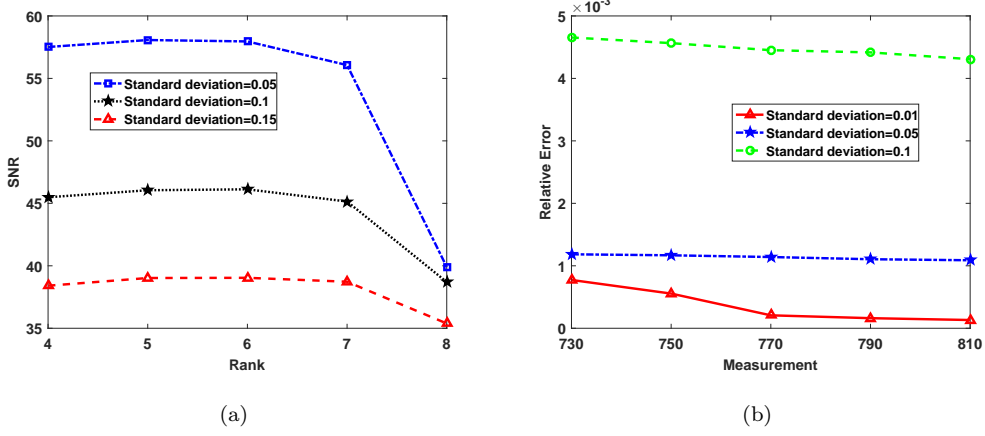 60
55
50
45
40
35
SNR
Standard deviation=0.05
Standard deviation=0.1
Standard deviation=0.15
4 5 6 7 8
Rank
(a)
× 10⁻³
5
4
3
2
1
0
Relative Error
Standard deviation=0.01
Standard deviation=0.05
Standard deviation=0.1
730 750 770 790 810
Measurement
(b)